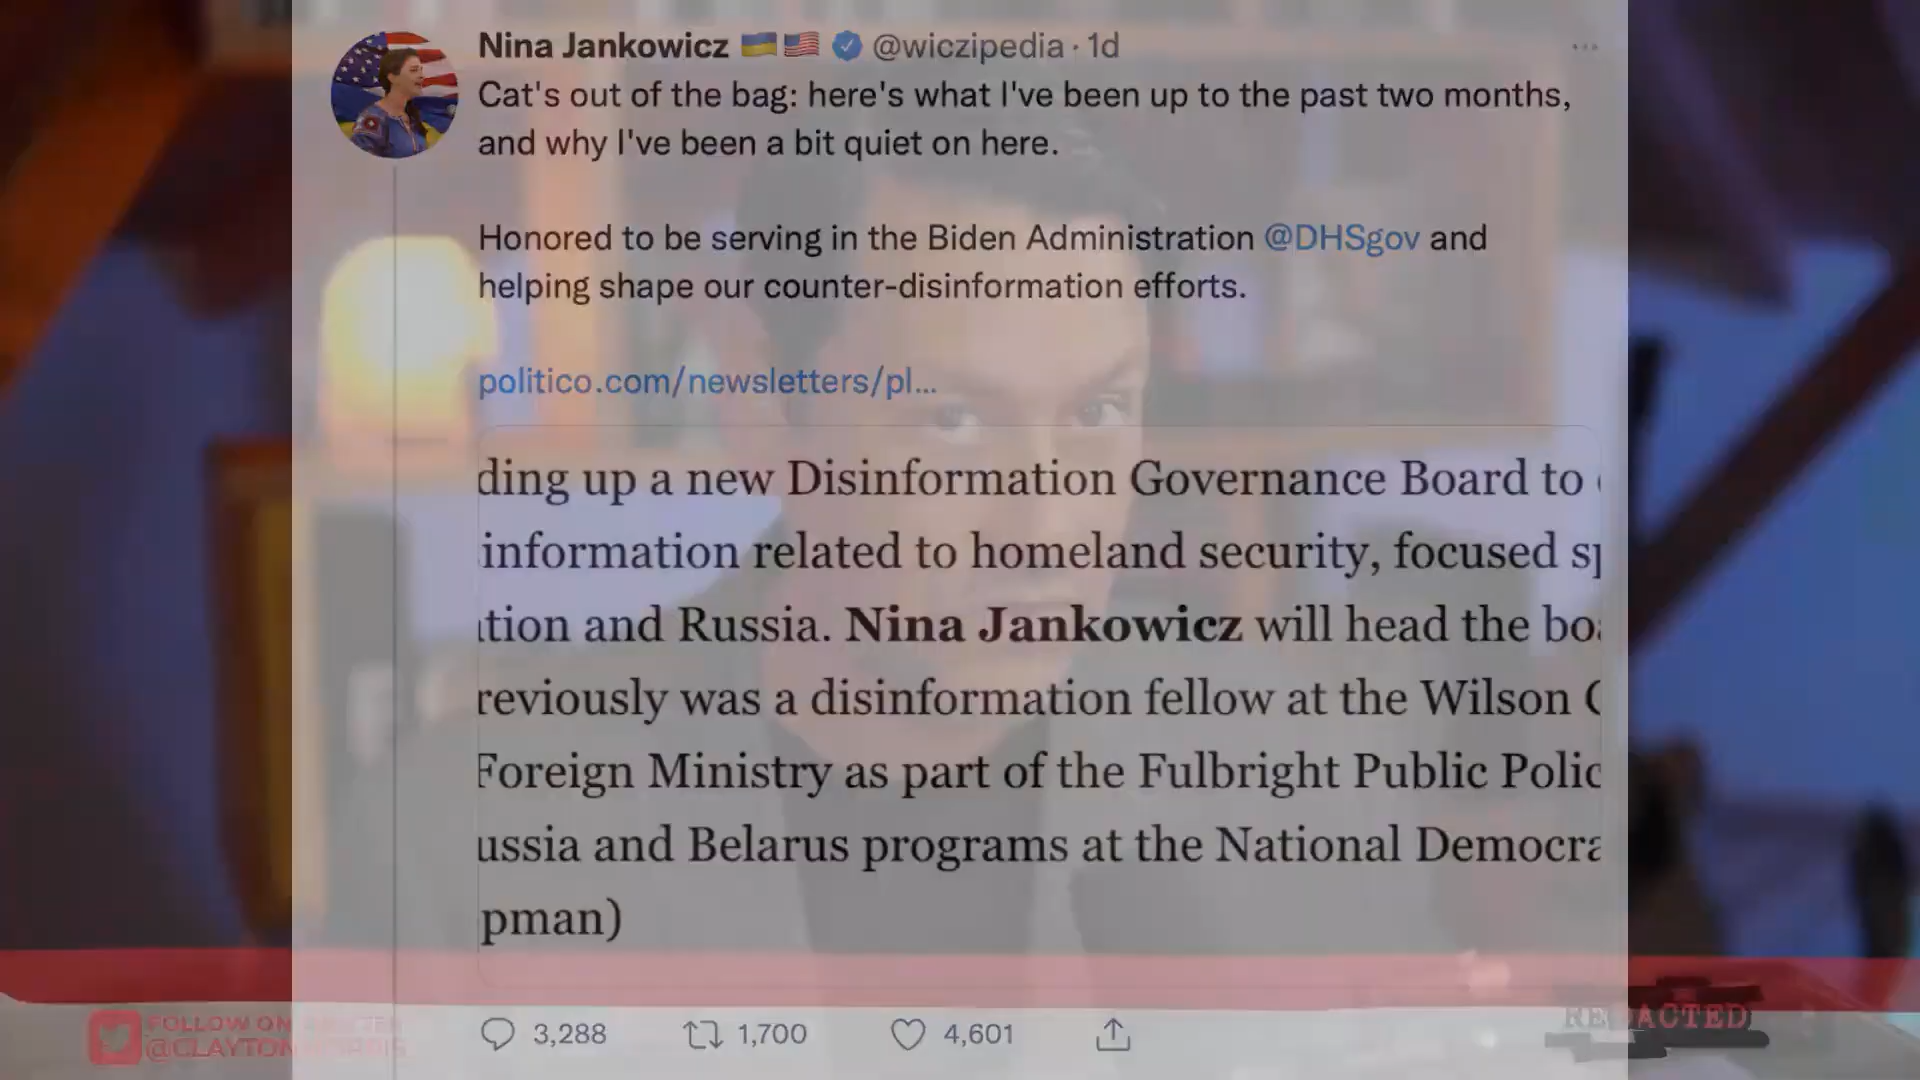 Nina Jankowicz 🇺🇦🇺🇸 @wiczipedia · 1d
Cat's out of the bag: here's what I've been up to the past two months,
and why I've been a bit quiet on here.
Honored to be serving in the Biden Administration @DHSgov and
helping shape our counter-disinformation efforts.
politico.com/newsletters/pl...
ding up a new Disinformation Governance Board to
information related to homeland security, focused
tion and Russia. Nina Jankowicz will head the
reviously was a disinformation fellow at the Wilson
Foreign Ministry as part of the Fulbright Public Polic
ussia and Belarus programs at the National Democra
pman)
3,288 1,700 4,601
FOLLOW ON
@CLAYTON
REDACTED